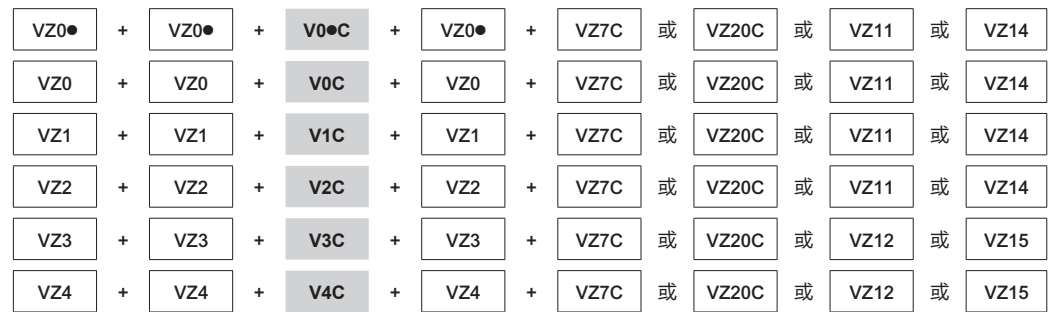 VZ0● + VZ0● + V0●C + VZ0● + VZ7C 或 VZ20C 或 VZ11 或 VZ14
VZ0 + VZ0 + V0C + VZ0 + VZ7C 或 VZ20C 或 VZ11 或 VZ14
VZ1 + VZ1 + V1C + VZ1 + VZ7C 或 VZ20C 或 VZ11 或 VZ14
VZ2 + VZ2 + V2C + VZ2 + VZ7C 或 VZ20C 或 VZ11 或 VZ14
VZ3 + VZ3 + V3C + VZ3 + VZ7C 或 VZ20C 或 VZ12 或 VZ15
VZ4 + VZ4 + V4C + VZ4 + VZ7C 或 VZ20C 或 VZ12 或 VZ15